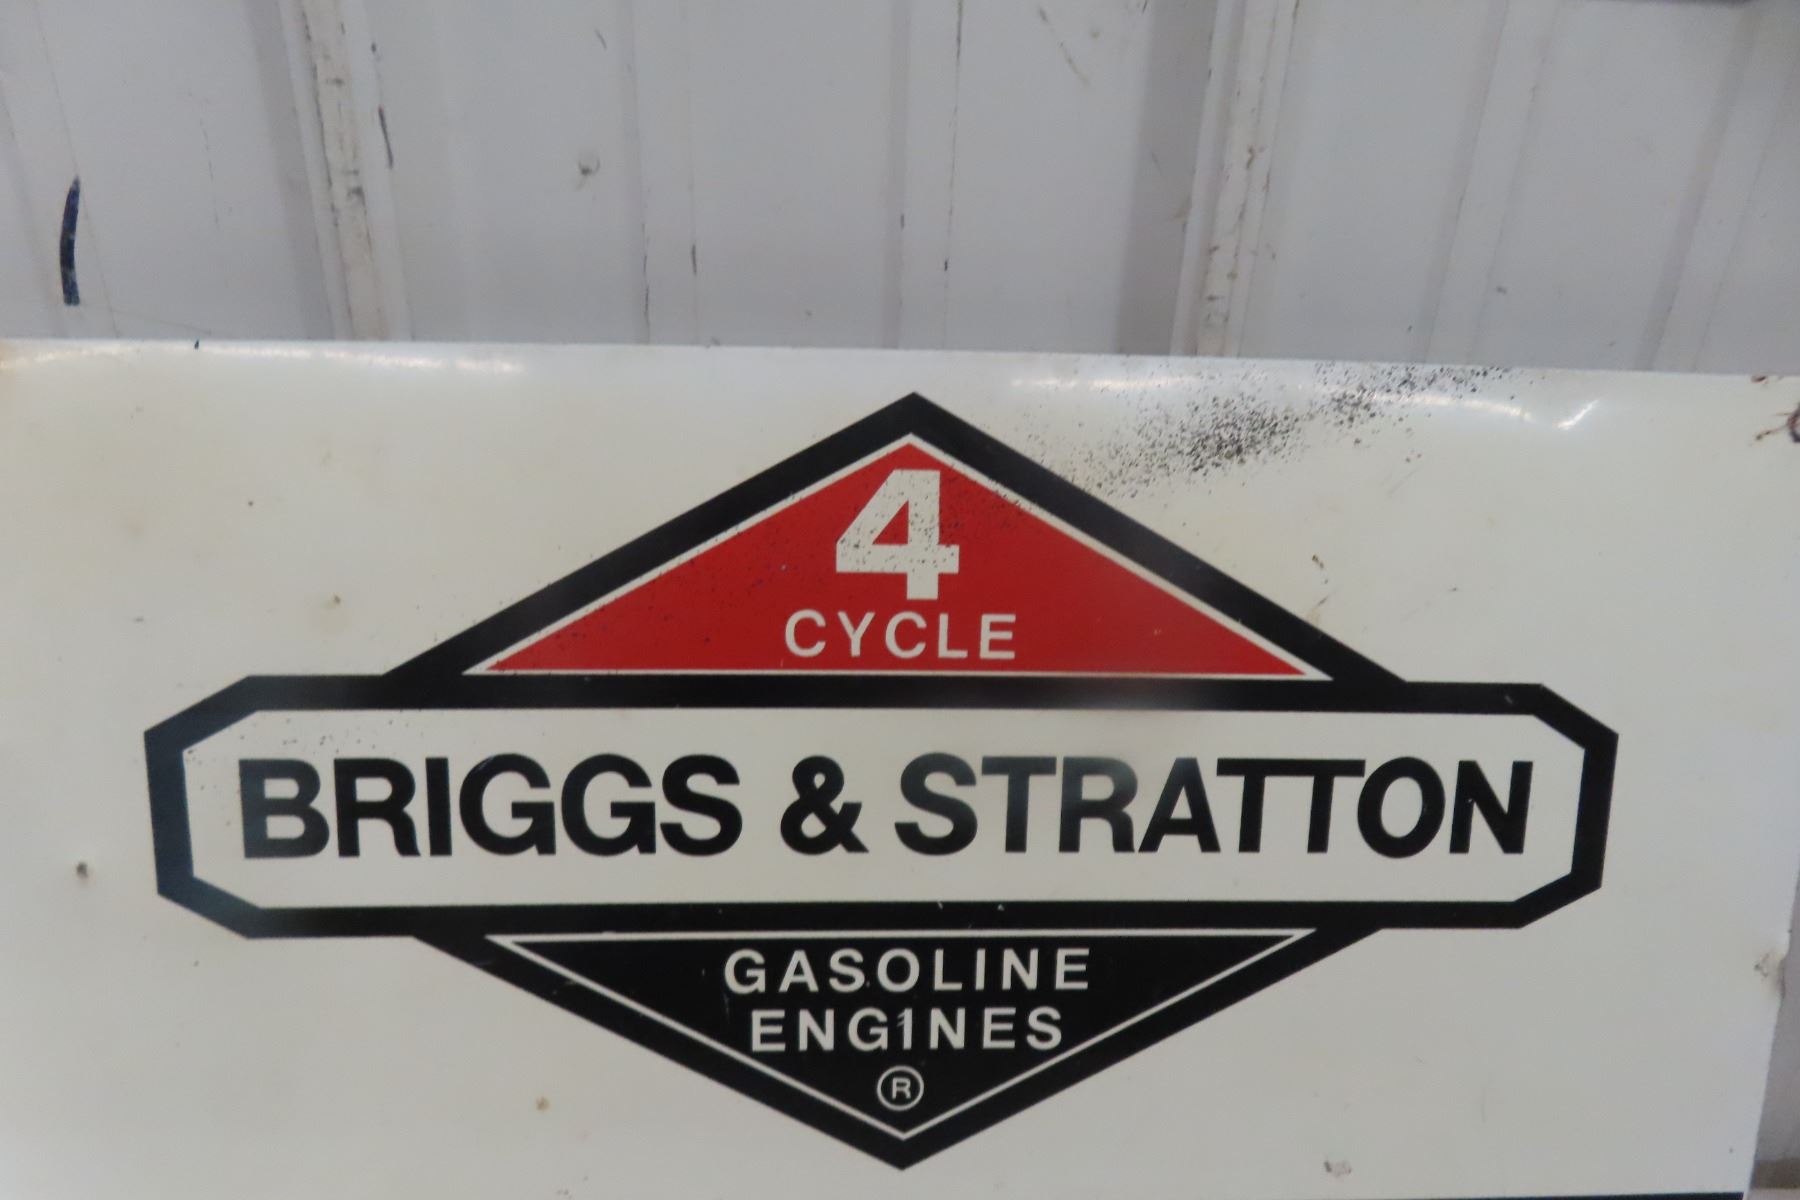 4
CYCLE
BRIGGS & STRATTON
GASOLINE
ENGINES
®